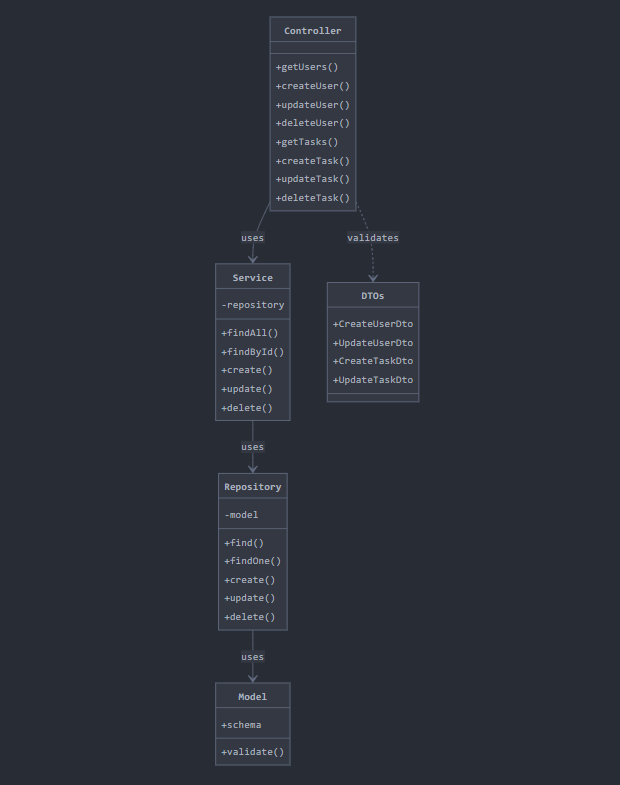 Controller
+getUsers()
+createUser()
+updateUser()
+deleteUser()
+getTasks()
+createTask()
+updateTask()
+deleteTask()
uses
validates
Service
-repository
+findAll()
+findById()
+create()
+update()
+delete()
DTOs
+CreateUserDto
+UpdateUserDto
+CreateTaskDto
+UpdateTaskDto
uses
Repository
-model
+find()
+findOne()
+create()
+update()
+delete()
uses
Model
+schema
+validate()